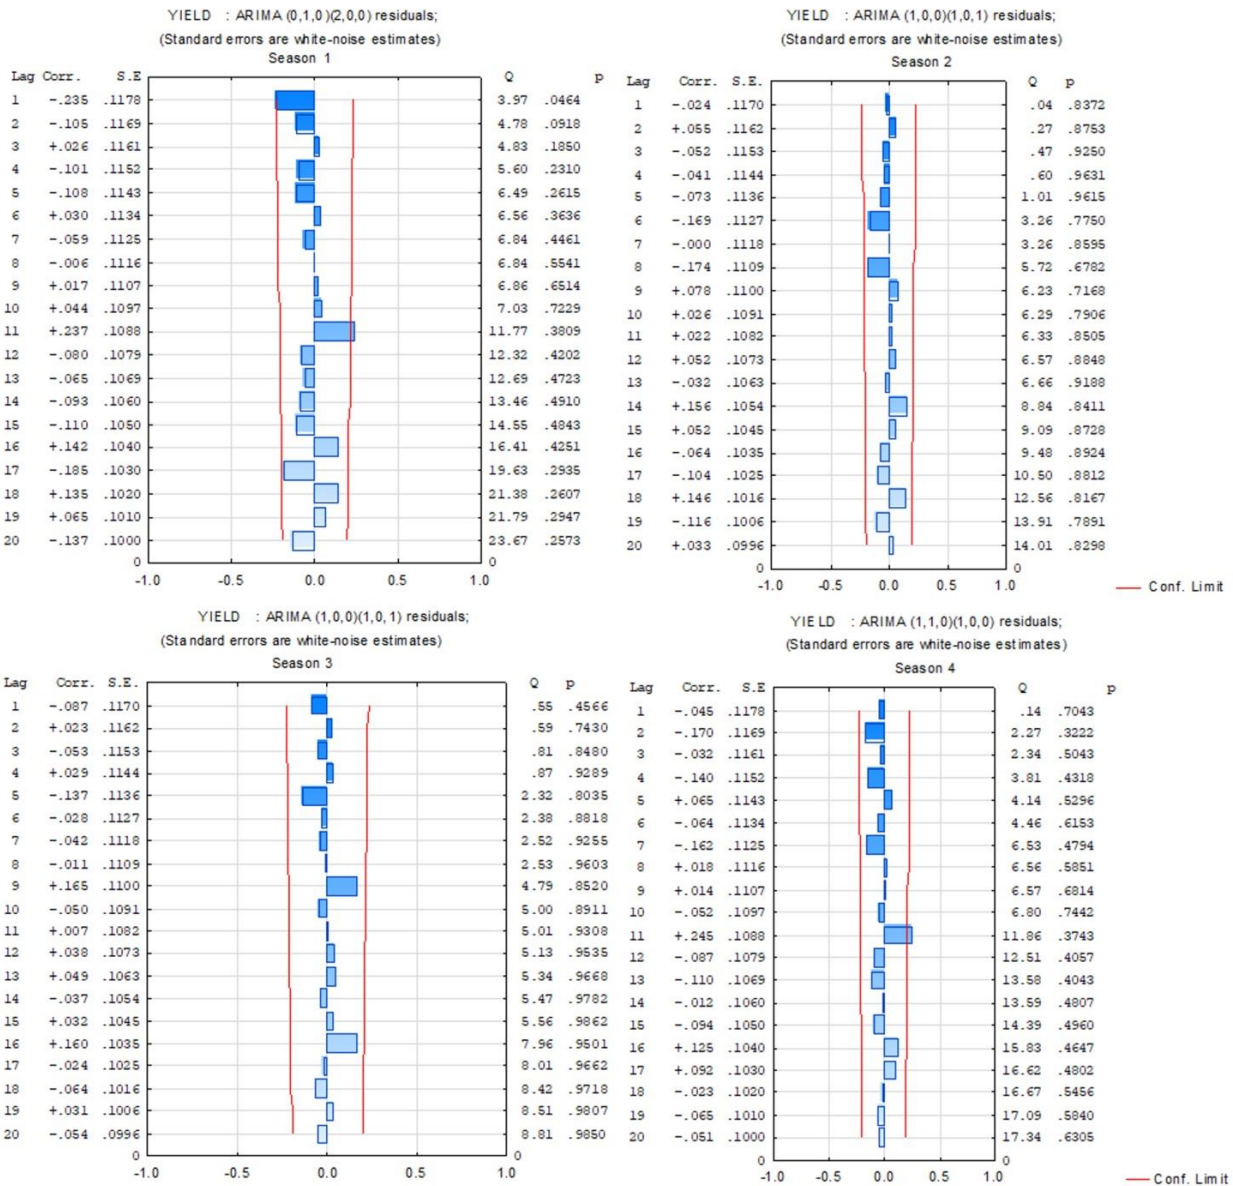 YIELD : ARIMA (0,1,0)(2,0,0) residuals;
(Standard errors are white-noise estimates)
Season 1
Lag Corr. S.E Q p
1 -.235 .1178 3.97 .0464
2 -.105 .1169 4.78 .0918
3 +.026 .1161 4.83 .1850
4 -.101 .1152 5.60 .2310
5 -.108 .1143 6.49 .2615
6 +.030 .1134 6.56 .3636
7 -.059 .1125 6.84 .4461
8 -.006 .1116 6.84 .5541
9 +.017 .1107 6.86 .6514
10 +.044 .1097 7.03 .7229
11 +.237 .1088 11.77 .3809
12 -.080 .1079 12.32 .4202
13 -.065 .1069 12.69 .4723
14 -.093 .1060 13.46 .4910
15 -.110 .1050 14.55 .4843
16 +.142 .1040 16.41 .4251
17 -.185 .1030 19.63 .2935
18 +.135 .1020 21.38 .2607
19 +.065 .1010 21.79 .2947
20 -.137 .1000 23.67 .2573
0 0
-1.0 -0.5 0.0 0.5 1.0
YIELD : ARIMA (1,0,0)(1,0,1) residuals;
(Standard errors are white-noise estimates)
Season 2
Lag Corr. S.E Q p
1 -.024 .1170 .04 .8372
2 +.055 .1162 .27 .8753
3 -.052 .1153 .47 .9250
4 -.041 .1144 .60 .9631
5 -.073 .1136 1.01 .9615
6 -.169 .1127 3.26 .7750
7 -.000 .1118 3.26 .8595
8 -.174 .1109 5.72 .6782
9 +.078 .1100 6.23 .7168
10 +.026 .1091 6.29 .7906
11 +.022 .1082 6.33 .8505
12 +.052 .1073 6.57 .8848
13 -.032 .1063 6.66 .9188
14 +.156 .1054 8.84 .8411
15 +.052 .1045 9.09 .8728
16 -.064 .1035 9.48 .8924
17 -.104 .1025 10.50 .8812
18 +.146 .1016 12.56 .8167
19 -.116 .1006 13.91 .7891
20 +.033 .0996 14.01 .8298
0 0
-1.0 -0.5 0.0 0.5 1.0
Conf. Limit
YIELD : ARIMA (1,0,0)(1,0,1) residuals;
(Standard errors are white-noise estimates)
Season 3
Lag Corr. S.E. Q p
1 -.087 .1170 .55 .4566
2 +.023 .1162 .59 .7430
3 -.053 .1153 .81 .8480
4 +.029 .1144 .87 .9289
5 -.137 .1136 2.32 .8035
6 -.028 .1127 2.38 .8818
7 -.042 .1118 2.52 .9255
8 -.011 .1109 2.53 .9603
9 +.165 .1100 4.79 .8520
10 -.050 .1091 5.00 .8911
11 +.007 .1082 5.01 .9308
12 +.038 .1073 5.13 .9535
13 +.049 .1063 5.34 .9668
14 -.037 .1054 5.47 .9782
15 +.032 .1045 5.56 .9862
16 +.160 .1035 7.96 .9501
17 -.024 .1025 8.01 .9662
18 -.064 .1016 8.42 .9718
19 +.031 .1006 8.51 .9807
20 -.054 .0996 8.81 .9850
0 0
-1.0 -0.5 0.0 0.5 1.0
YIELD : ARIMA (1,1,0)(1,0,0) residuals;
(Standard errors are white-noise estimates)
Season 4
Lag Corr. S.E Q p
1 -.045 .1178 .14 .7043
2 -.170 .1169 2.27 .3222
3 -.032 .1161 2.34 .5043
4 -.140 .1152 3.81 .4318
5 +.065 .1143 4.14 .5296
6 -.064 .1134 4.46 .6153
7 -.162 .1125 6.53 .4794
8 +.018 .1116 6.56 .5851
9 +.014 .1107 6.57 .6814
10 -.052 .1097 6.80 .7442
11 +.245 .1088 11.86 .3743
12 -.087 .1079 12.51 .4057
13 -.110 .1069 13.58 .4043
14 -.012 .1060 13.59 .4807
15 -.094 .1050 14.39 .4960
16 +.125 .1040 15.83 .4647
17 +.092 .1030 16.62 .4802
18 -.023 .1020 16.67 .5456
19 -.065 .1010 17.09 .5840
20 -.051 .1000 17.34 .6305
0 0
-1.0 -0.5 0.0 0.5 1.0
Conf. Limit